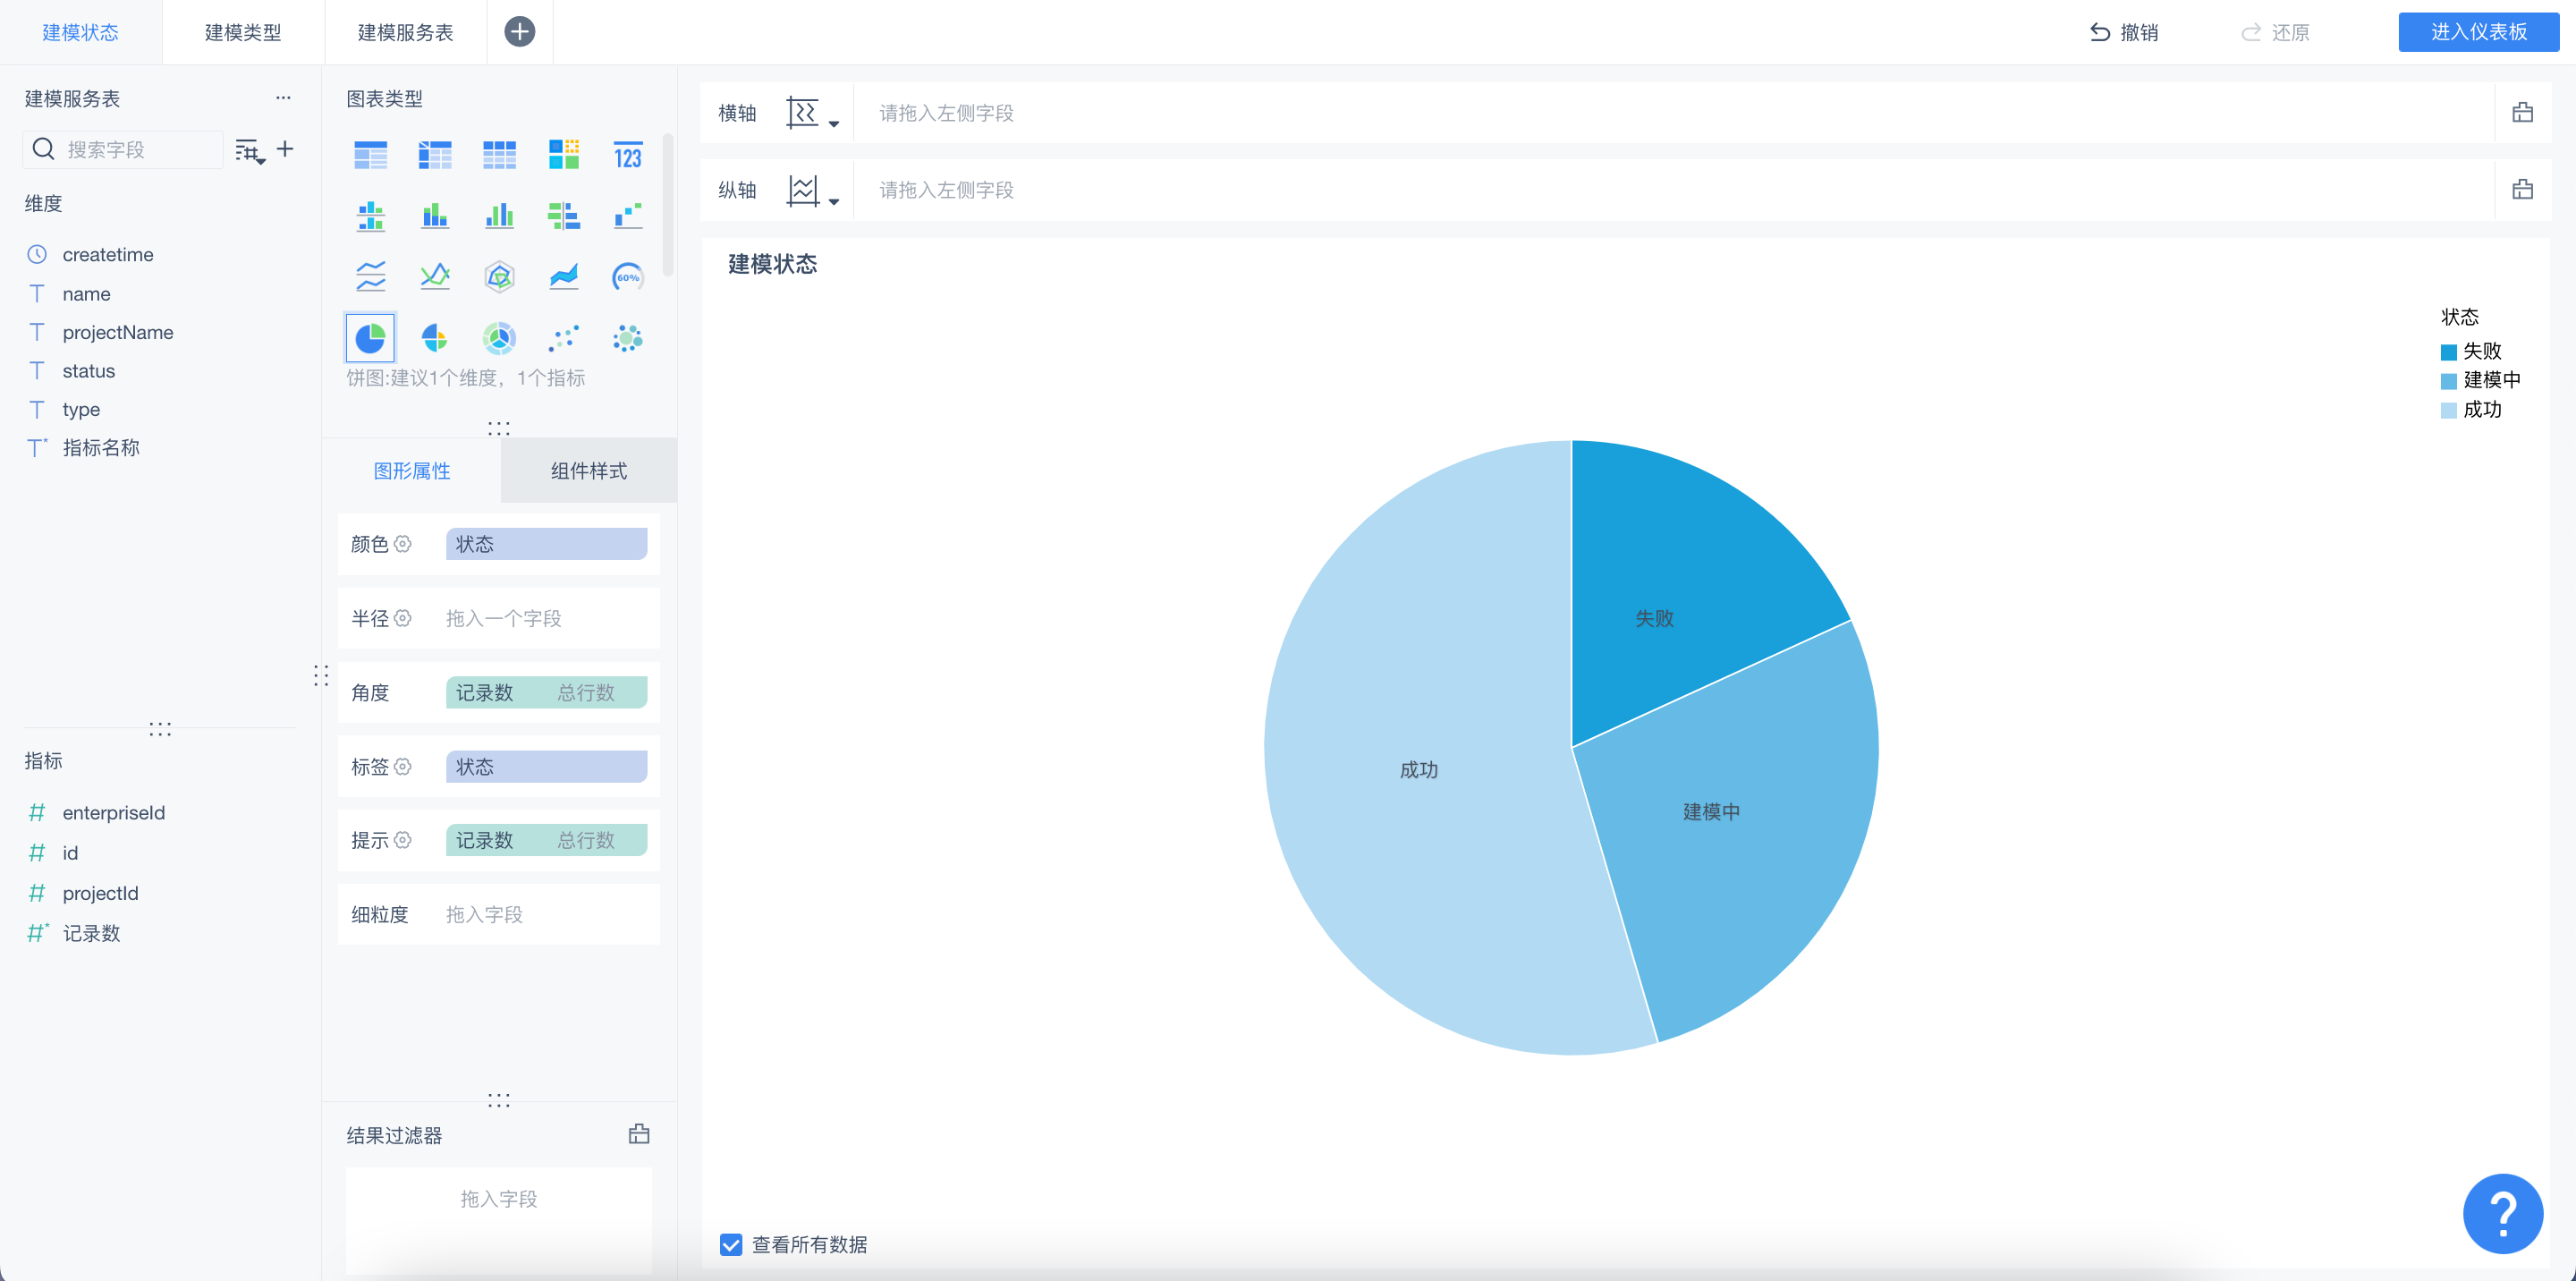 建模状态
建模类型
建模服务表
撤销
还原
进入仪表板
建模服务表
搜索字段
维度
createtime
name
projectName
status
type
指标名称
指标
enterpriseId
id
projectId
记录数
图表类型
123
60%
饼图:建议1个维度，1个指标
图形属性
组件样式
颜色 状态
半径 拖入一个字段
角度 记录数 总行数
标签 状态
提示 记录数 总行数
细粒度 拖入字段
结果过滤器
拖入字段
横轴 请拖入左侧字段
纵轴 请拖入左侧字段
建模状态
状态
失败
建模中
成功
失败
成功
建模中
查看所有数据
?